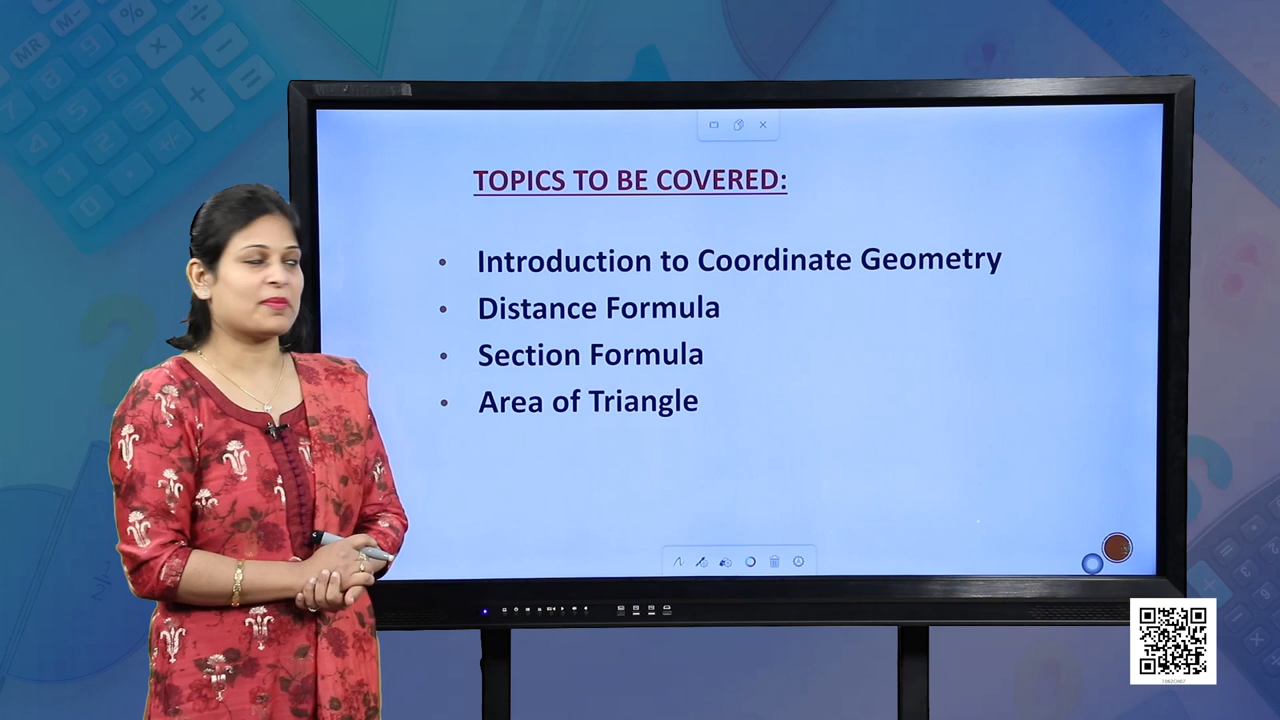 TOPICS TO BE COVERED:
• Introduction to Coordinate Geometry
• Distance Formula
• Section Formula
• Area of Triangle